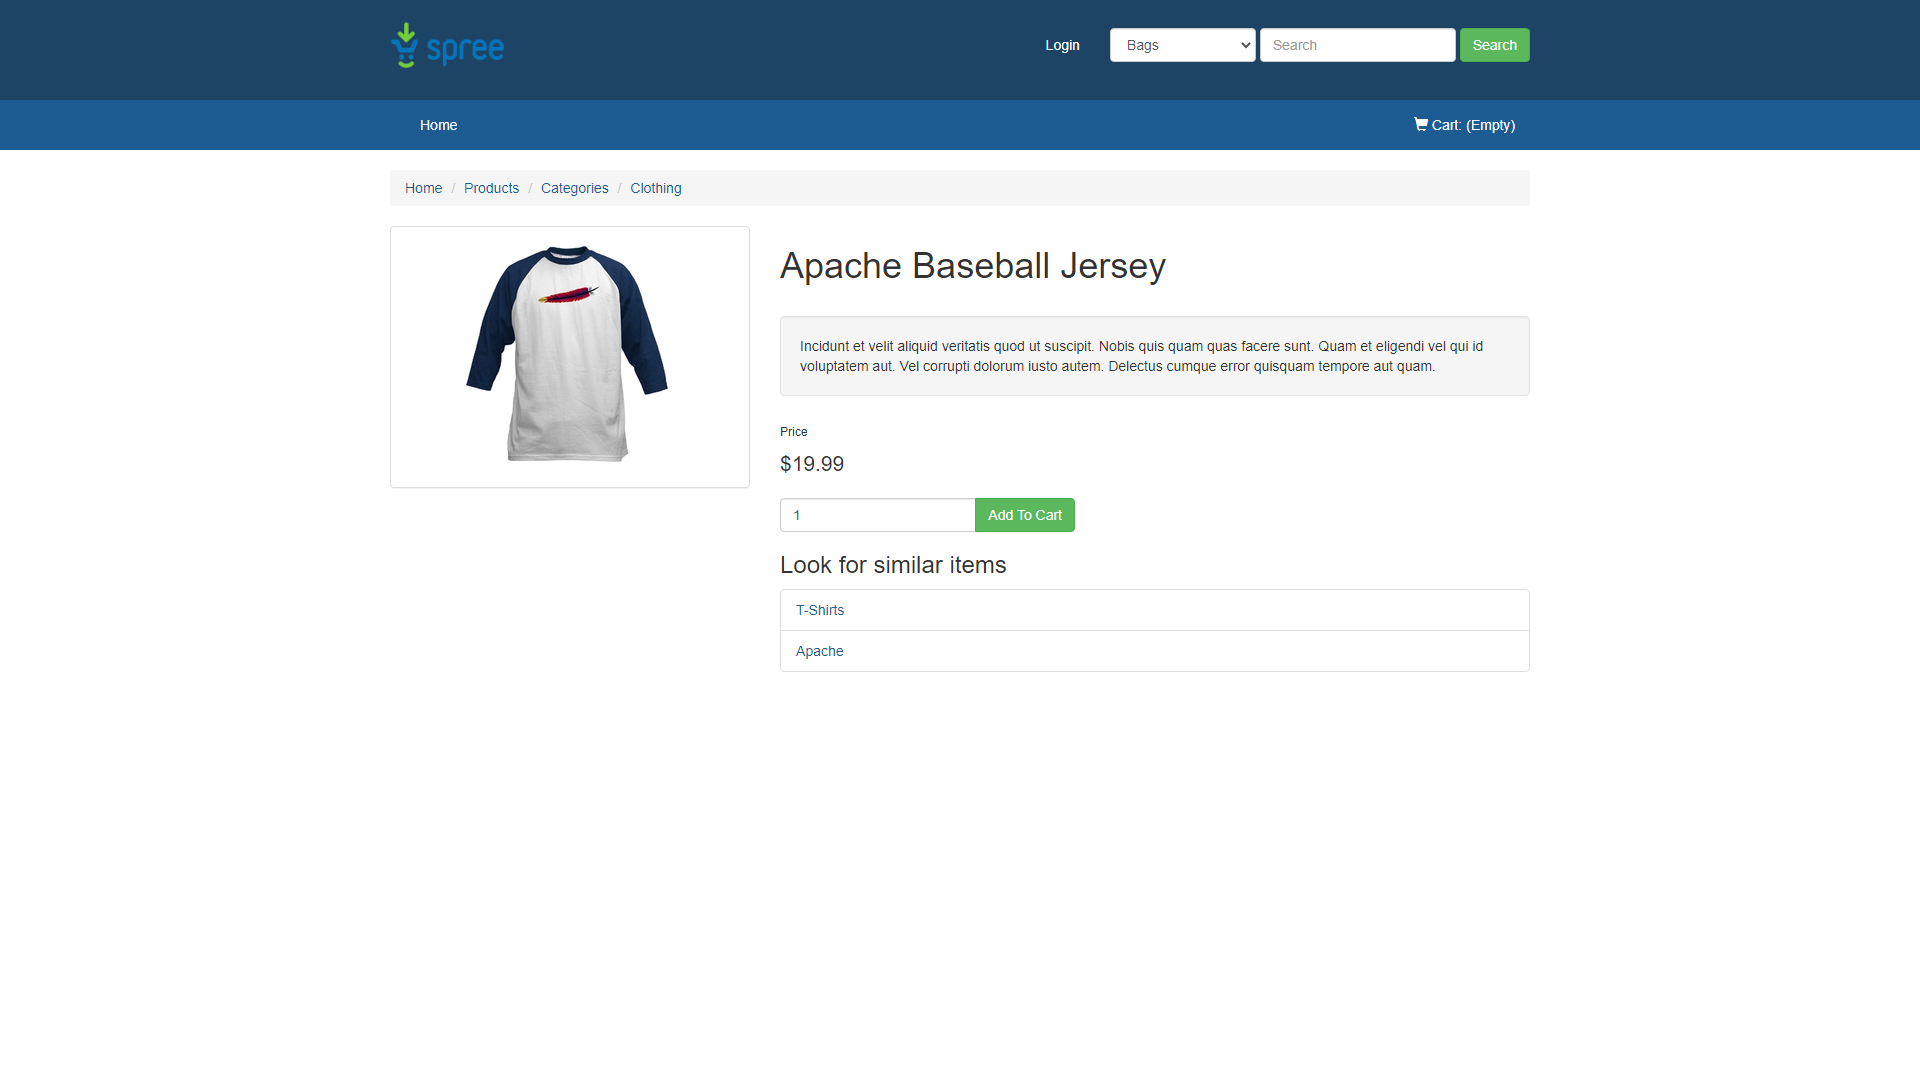 spree
Login
Bags
Search
Search
Home
Cart: (Empty)
Home / Products / Categories / Clothing
Apache Baseball Jersey
Incidunt et velit aliquid veritatis quod ut suscipit. Nobis quis quam quas facere sunt. Quam et eligendi vel qui id
voluptatem aut. Vel corrupti dolorum iusto autem. Delectus cumque error quisquam tempore aut quam.
Price
$19.99
1
Add To Cart
Look for similar items
T-Shirts
Apache